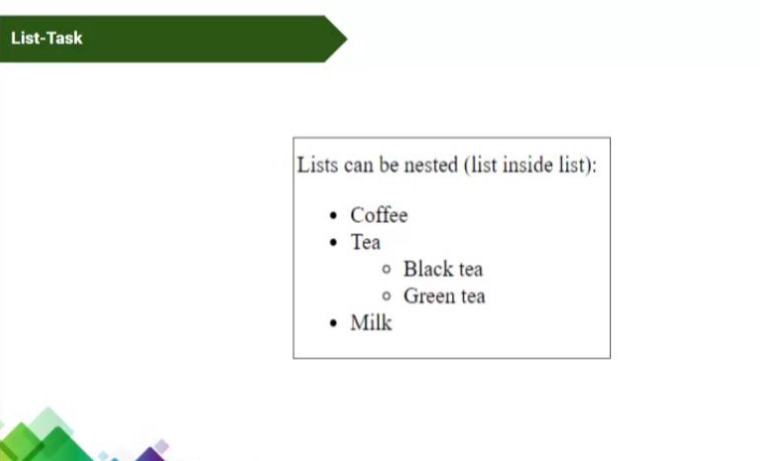 List-Task
Lists can be nested (list inside list):
Coffee
Tea
Black tea
Green tea
Milk